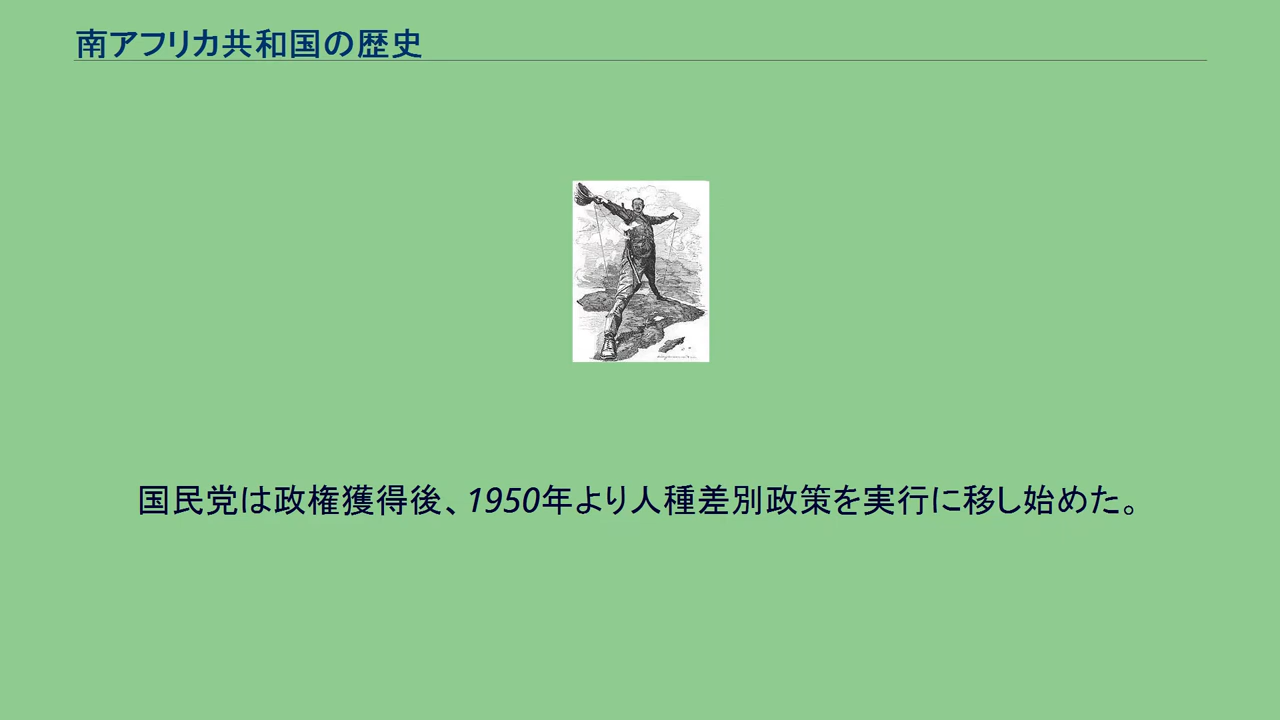 南アフリカ共和国の歴史
国民党は政権獲得後、1950年より人種差別政策を実行に移し始めた。